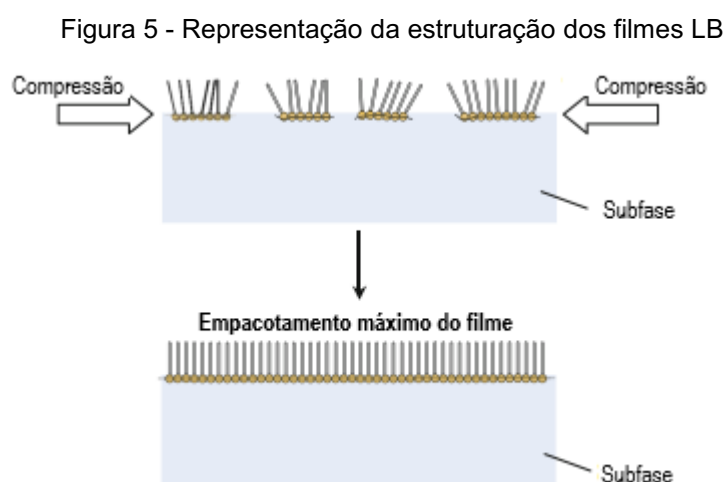 Figura 5 - Representação da estruturação dos filmes LB
Compressão
Compressão
Subfase
Empacotamento máximo do filme
Subfase